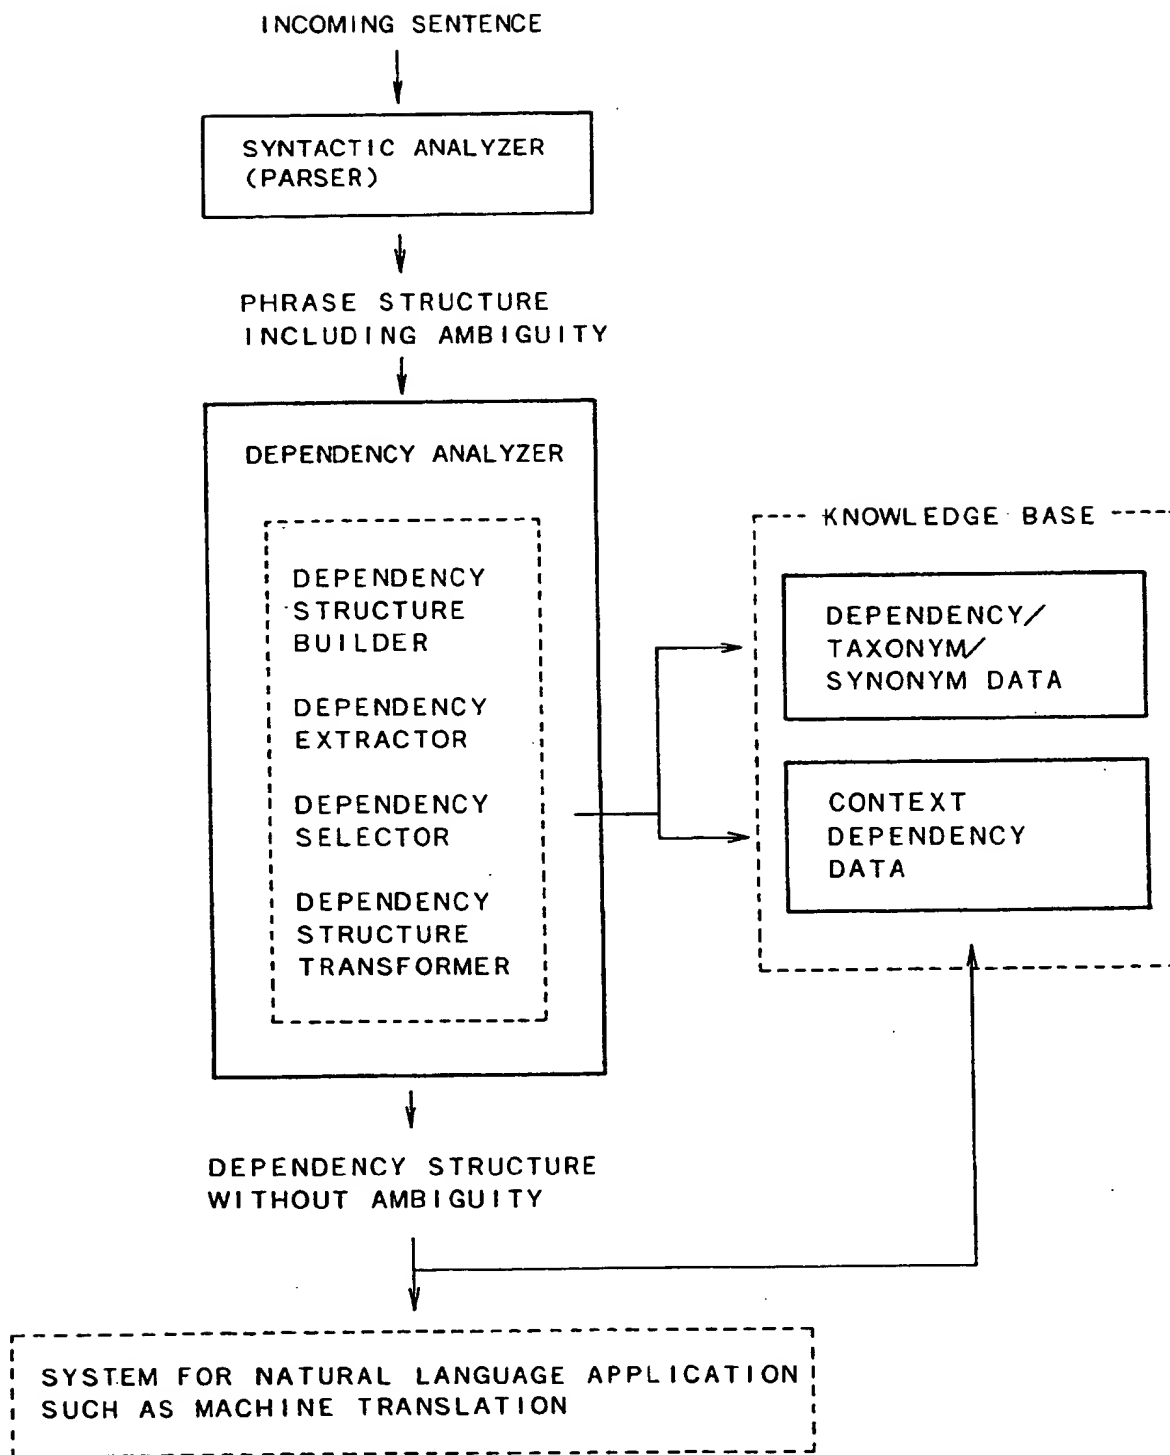 INCOMING SENTENCE
SYNTACTIC ANALYZER
(PARSER)
PHRASE STRUCTURE
INCLUDING AMBIGUITY
DEPENDENCY ANALYZER
DEPENDENCY
STRUCTURE
BUILDER
DEPENDENCY
EXTRACTOR
DEPENDENCY
SELECTOR
DEPENDENCY
STRUCTURE
TRANSFORMER
KNOWLEDGE BASE
DEPENDENCY/
TAXONYM/
SYNONYM DATA
CONTEXT
DEPENDENCY
DATA
DEPENDENCY STRUCTURE
WITHOUT AMBIGUITY
SYSTEM FOR NATURAL LANGUAGE APPLICATION
SUCH AS MACHINE TRANSLATION